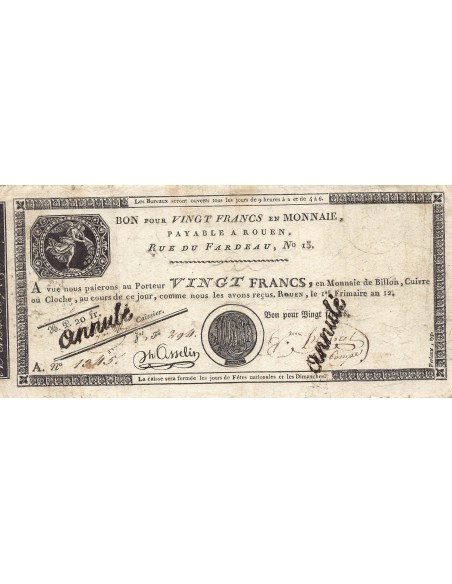 Les Bureaux seront ouverts tous les jours de 9 heures à 2 et de 4 à 6.
BON POUR VINGT FRANCS EN MONNAIE,
PAYABLE A ROUEN,
RUE DU FARDEAU, No 15.
A vue nous paierons au Porteur VINGT FRANCS, en Monnaie de Billon, Cuivre
ou Cloche, au cours de ce jour, comme nous les avons reçus. ROUEN, le 1er Frimaire an 12.
Bon pour Vingt
20 fr.
annulé
Caissier.
annulé
294.
A. No 1345.
Asselin
La caisse sera fermée les jours de Fêtes nationales et les Dimanches.